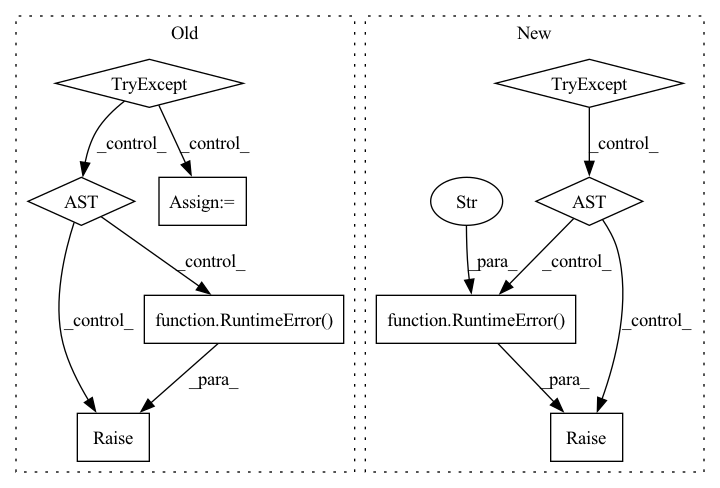 Old
New
TryExcept
TryExcept
_control_
_control_
_control_
AST
Assign:=
Str
AST
_control_
_para_
_control_
_control_
function.RuntimeError()
function.RuntimeError()
_control_
_para_
_para_
Raise
Raise